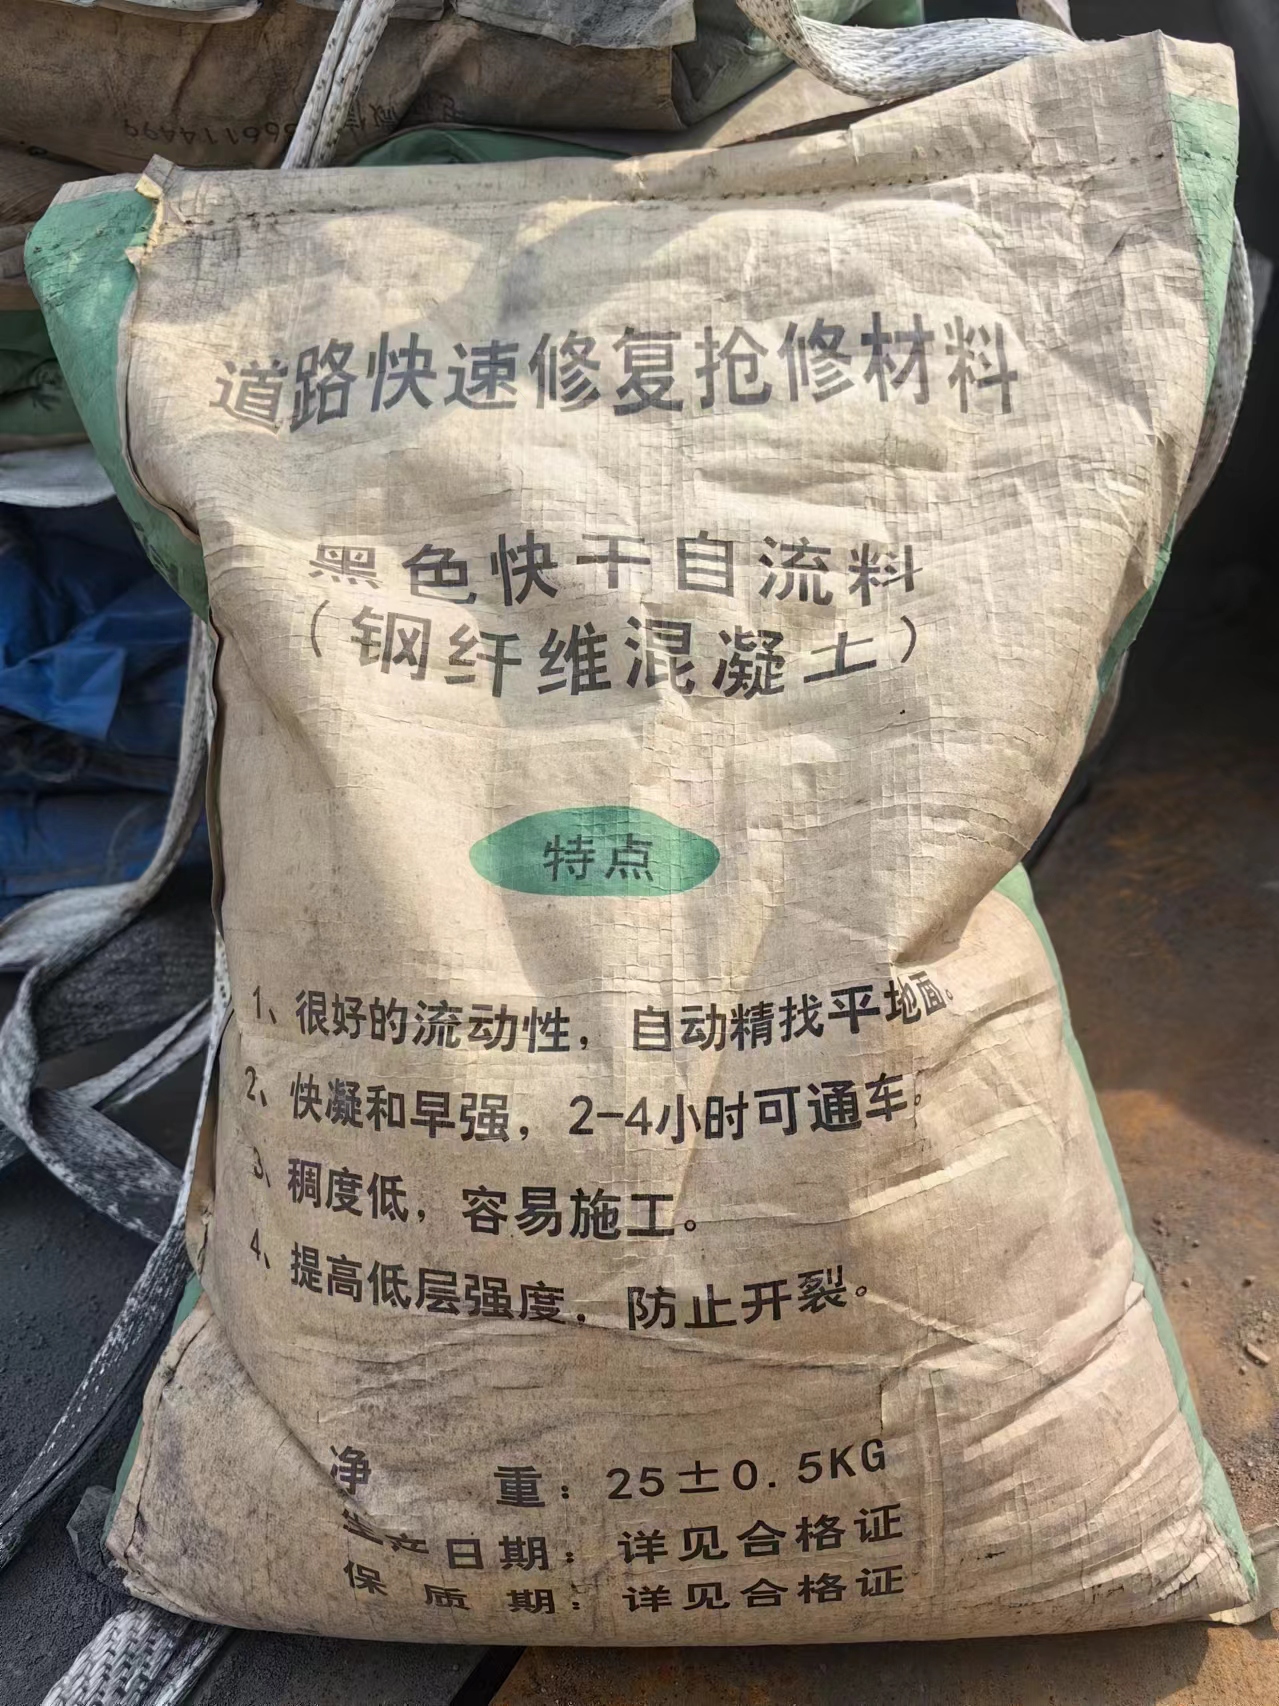 66114499
道路快速修复抢修材料
黑色快干自流料
（钢纤维混凝土）
特点
1、很好的流动性，自动精找平地面。
2、快凝和早强，2-4小时可通车。
3、稠度低，容易施工。
4、提高低层强度，防止开裂。
净 重：25±0.5KG
生产日期：详见合格证
保质期：详见合格证